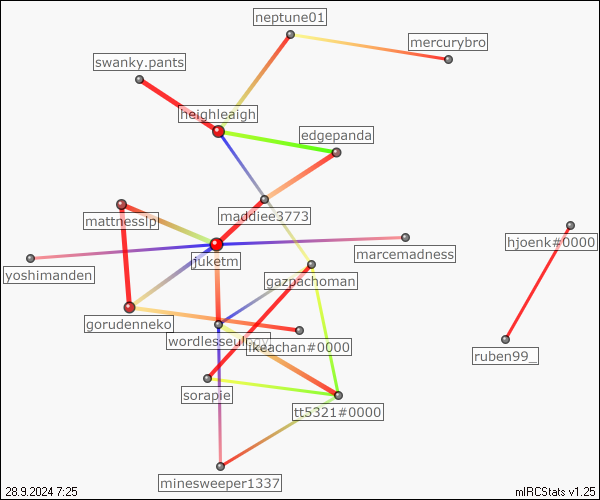 neptune01
mercurybro
swanky.pants
heighleaigh
edgepanda
mattnesslp
maddiee3773
hjoenk#0000
juketm
marcemadness
yoshimanden
gazpachoman
gorudenneko
ikeachan#0000
ruben99_
sorapie
tt5321#0000
minesweeper1337
28.9.2024 7:25
mIRCStats v1.25